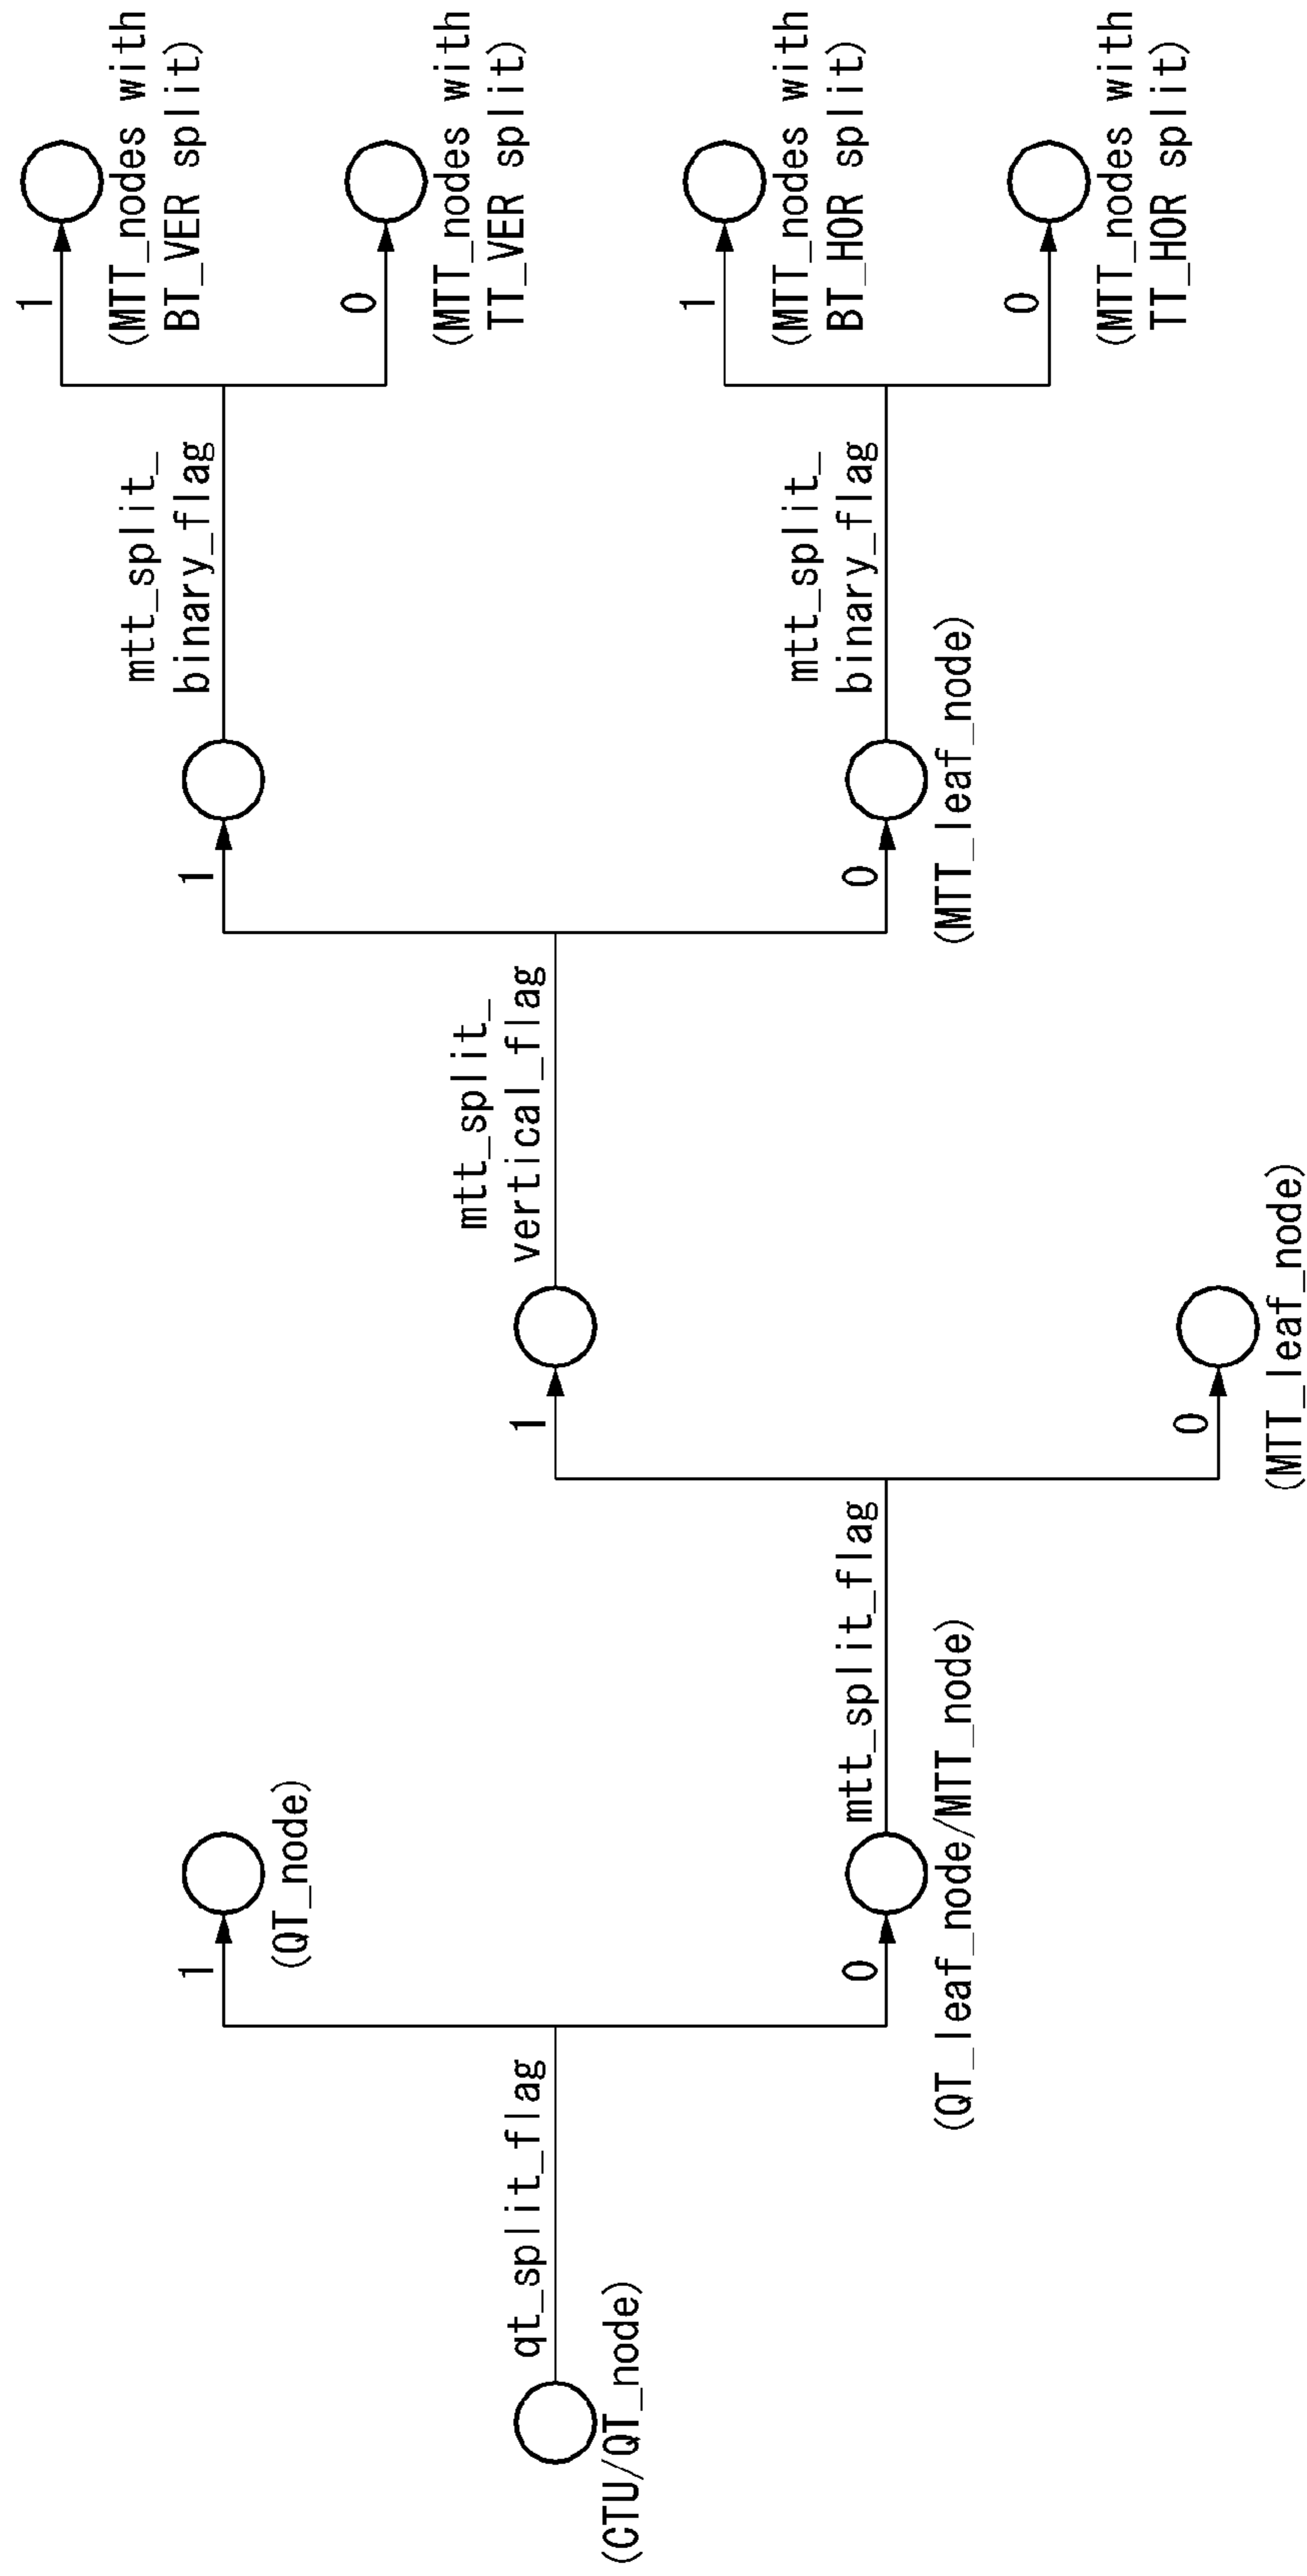 (CTU/QT_node)
qt_split_flag
1
(QT_node)
0
(QT_leaf_node/MTT_node)
mtt_split_flag
1
0
(MTT_leaf_node)
mtt_split_
vertical_flag
1
0
(MTT_leaf_node)
mtt_split_
binary_flag
1
(MTT_nodes with
BT_VER split)
0
(MTT_nodes with
TT_VER split)
mtt_split_
binary_flag
1
(MTT_nodes with
BT_HOR split)
0
(MTT_nodes with
TT_HOR split)